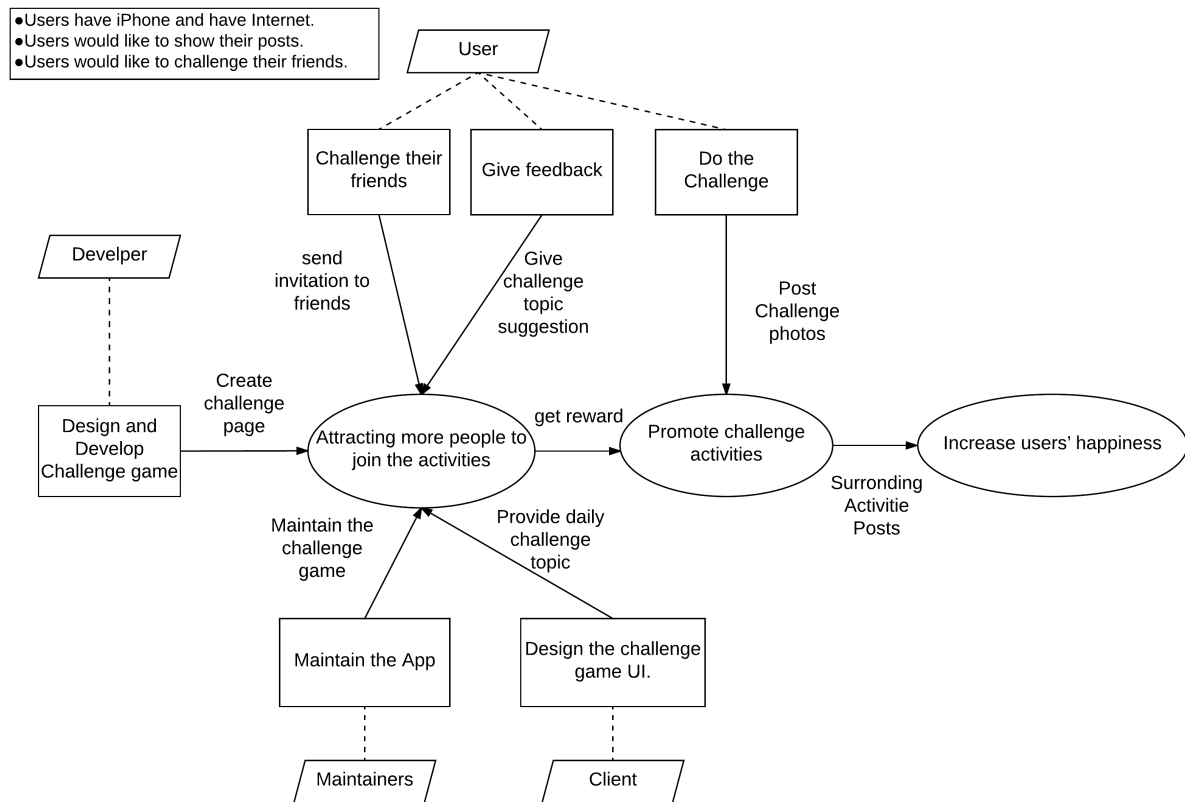 ●Users have iPhone and have Internet.
●Users would like to show their posts.
●Users would like to challenge their friends.
User
Challenge their
friends
Give feedback
Do the
Challenge
Develper
send
invitation to
friends
Give
challenge
topic
suggestion
Post
Challenge
photos
Create
challenge
page
Design and
Develop
Challenge game
Attracting more people to
join the activities
get reward
Promote challenge
activities
Increase users’ happiness
Surronding
Activitie
Posts
Maintain the
challenge
game
Provide daily
challenge
topic
Maintain the App
Design the challenge
game UI.
Maintainers
Client